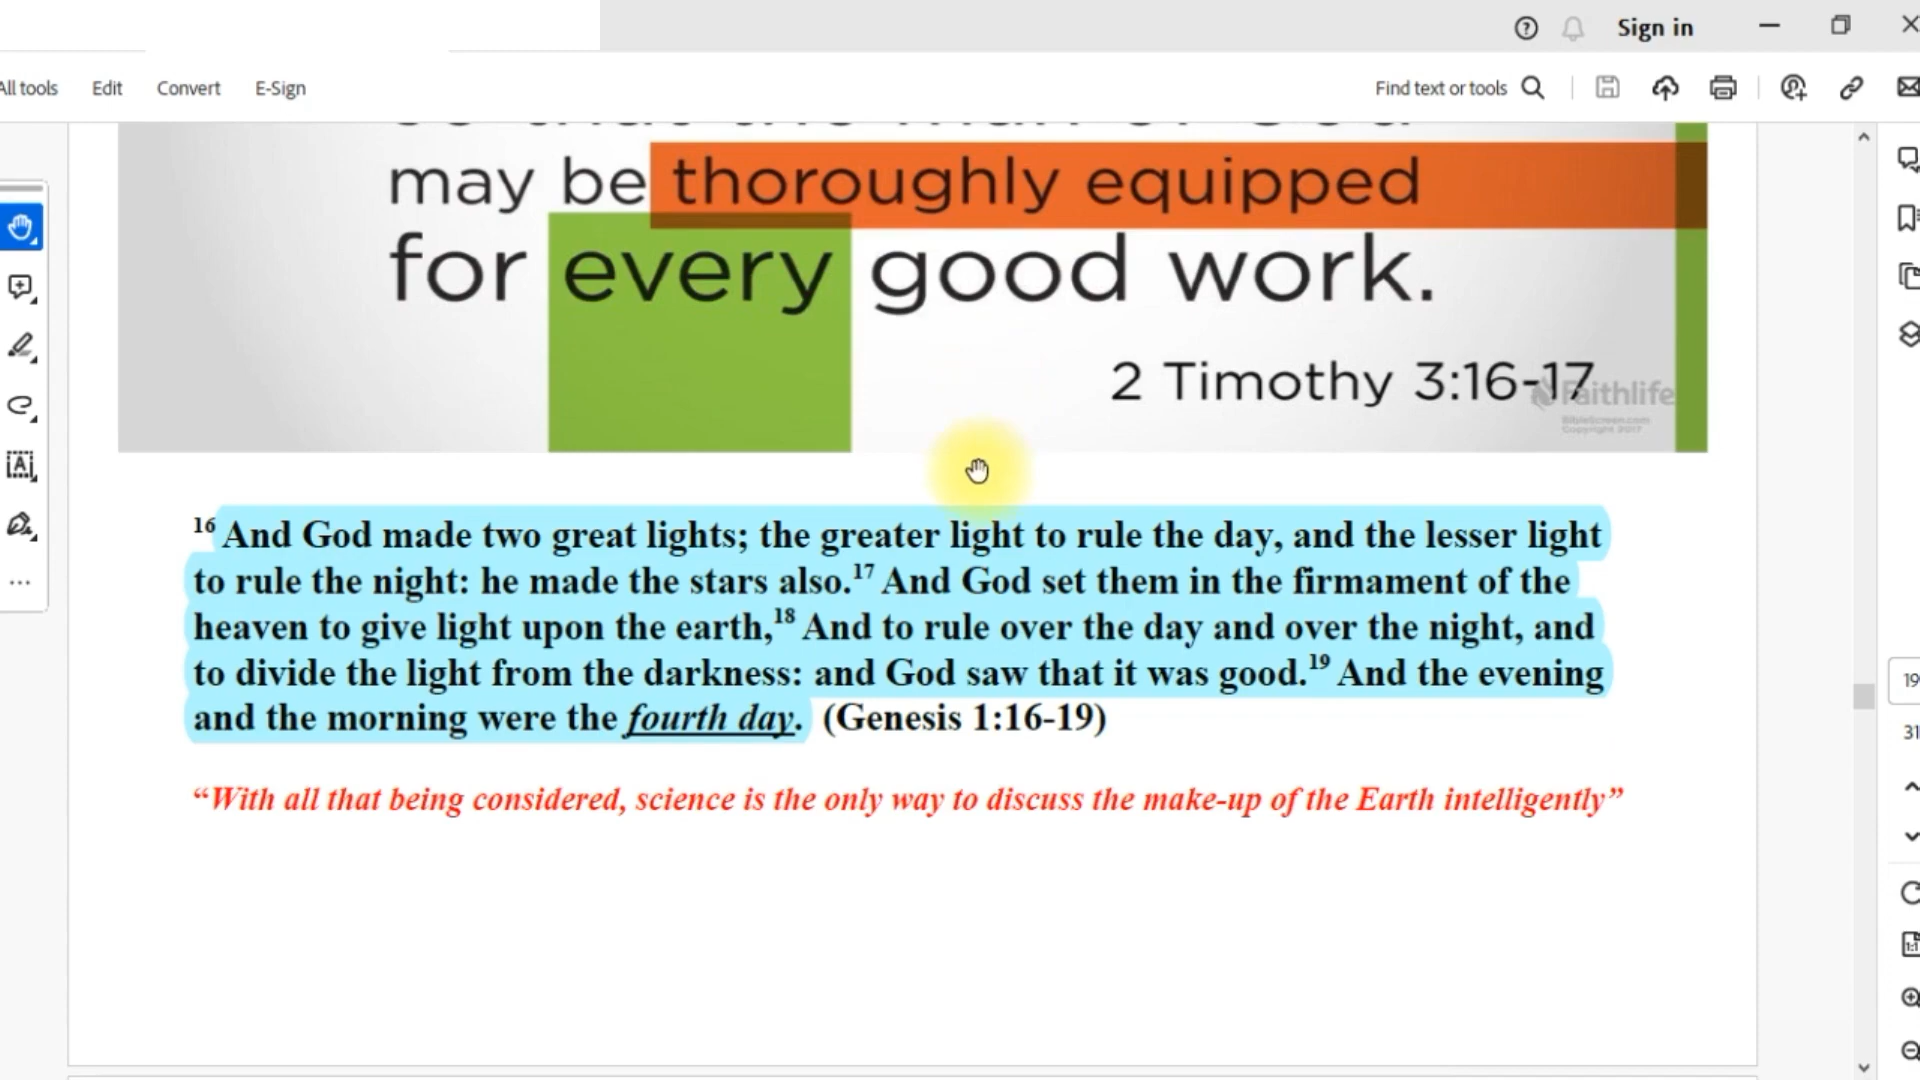 Sign in
All tools
Edit
Convert
E-Sign
Find text or tools
may be thoroughly equipped
for every good work.
2 Timothy 3:16-17
Faithlife
BibleScreen.com
Copyright 2017
16 And God made two great lights; the greater light to rule the day, and the lesser light
to rule the night: he made the stars also.17 And God set them in the firmament of the
heaven to give light upon the earth,18 And to rule over the day and over the night, and
to divide the light from the darkness: and God saw that it was good.19 And the evening
and the morning were the fourth day. (Genesis 1:16-19)
“With all that being considered, science is the only way to discuss the make-up of the Earth intelligently”